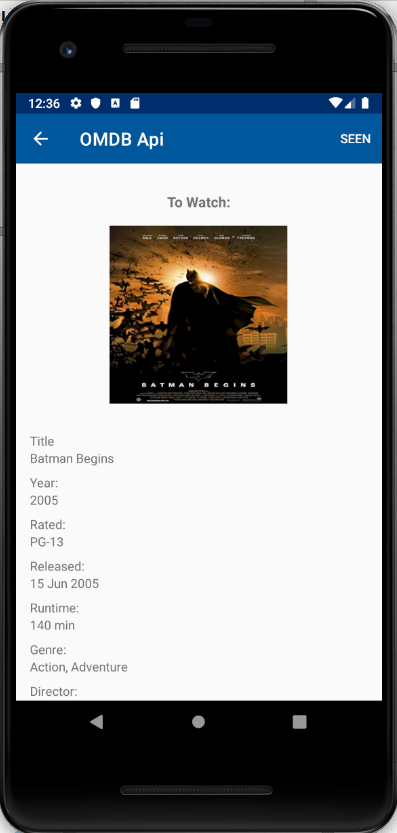 12:36
OMDB Api
SEEN
To Watch:
BATMAN BEGINS
Title
Batman Begins
Year:
2005
Rated:
PG-13
Released:
15 Jun 2005
Runtime:
140 min
Genre:
Action, Adventure
Director: